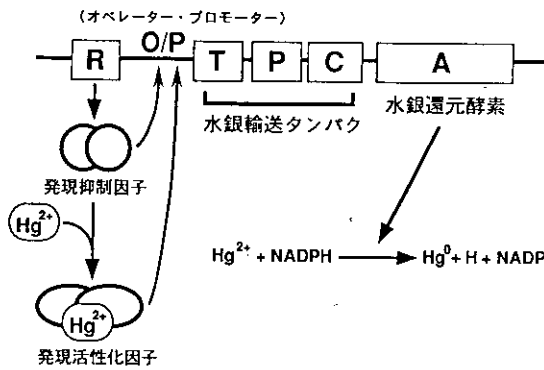 (オペレーター・プロモーター)
O/P
R T P C A
水銀輸送タンパク
水銀還元酵素
発現抑制因子
Hg2+
Hg2+ + NADPH → Hg0 + H + NADP
Hg2+
発現活性化因子